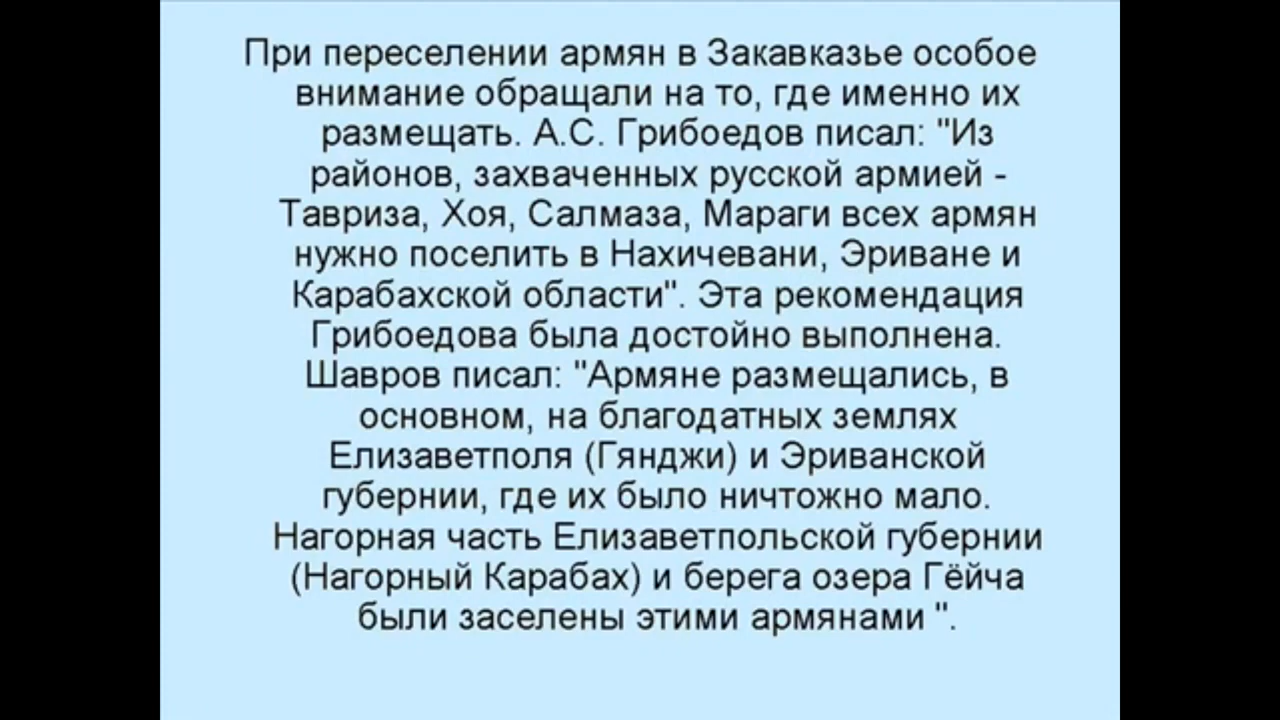 При переселении армян в Закавказье особое
внимание обращали на то, где именно их
размещать. А.С. Грибоедов писал: "Из
районов, захваченных русской армией -
Тавриза, Хоя, Салмаза, Мараги всех армян
нужно поселить в Нахичевани, Эриване и
Карабахской области". Эта рекомендация
Грибоедова была достойно выполнена.
Шавров писал: "Армяне размещались, в
основном, на благодатных землях
Елизаветполя (Гянджи) и Эриванской
губернии, где их было ничтожно мало.
Нагорная часть Елизаветпольской губернии
(Нагорный Карабах) и берега озера Гёйча
были заселены этими армянами ".